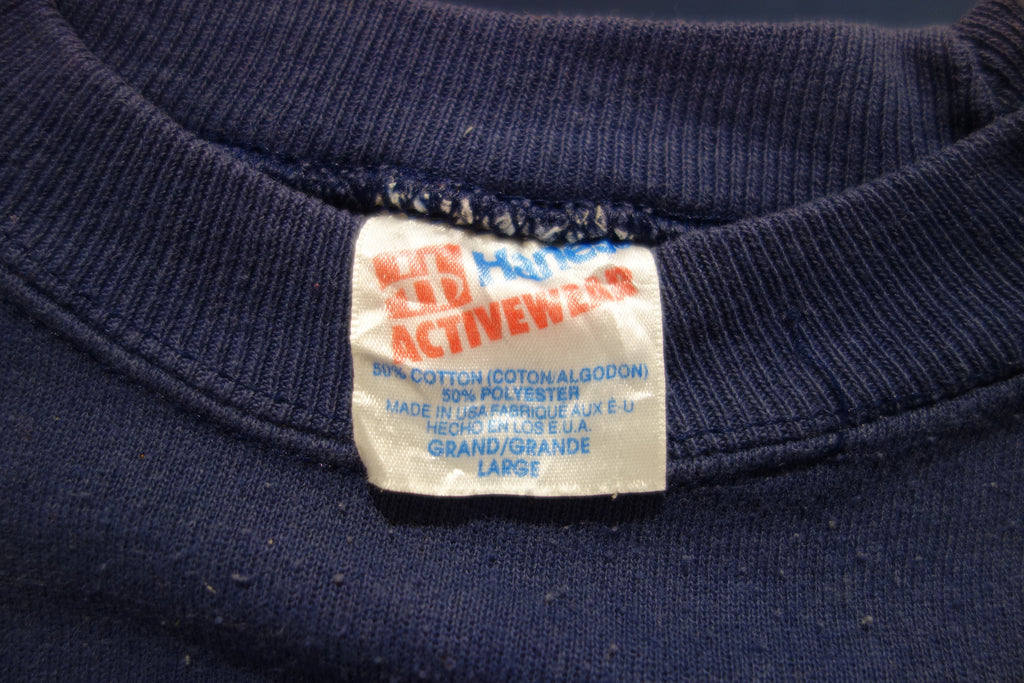 Hanes
ACTIVEWEAR
50% COTTON (COTON/ALGODON)
50% POLYESTER
MADE IN USA FABRIQUE AUX É-U
HECHO EN LOS E.U.A.
GRAND/GRANDE
LARGE